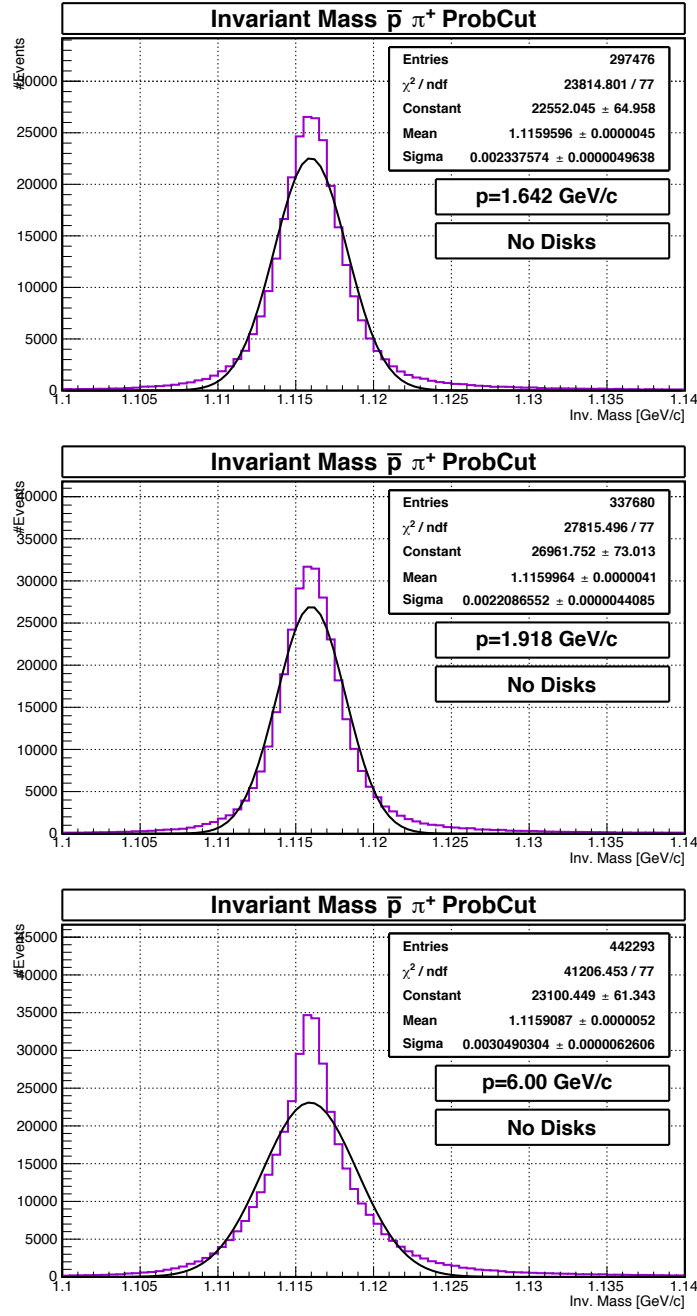 Invariant Mass p̅ π⁺ ProbCut
#Events
30000
25000
20000
15000
10000
5000
0
Entries 297476
χ² / ndf 23814.801 / 77
Constant 22552.045 ± 64.958
Mean 1.1159596 ± 0.0000045
Sigma 0.002337574 ± 0.0000049638
p=1.642 GeV/c
No Disks
1.1 1.105 1.11 1.115 1.12 1.125 1.13 1.135 1.14
Inv. Mass [GeV/c]
Invariant Mass p̅ π⁺ ProbCut
#Events
40000
35000
30000
25000
20000
15000
10000
5000
0
Entries 337680
χ² / ndf 27815.496 / 77
Constant 26961.752 ± 73.013
Mean 1.1159964 ± 0.0000041
Sigma 0.0022086552 ± 0.0000044085
p=1.918 GeV/c
No Disks
1.1 1.105 1.11 1.115 1.12 1.125 1.13 1.135 1.14
Inv. Mass [GeV/c]
Invariant Mass p̅ π⁺ ProbCut
#Events
45000
40000
35000
30000
25000
20000
15000
10000
5000
0
Entries 442293
χ² / ndf 41206.453 / 77
Constant 23100.449 ± 61.343
Mean 1.1159087 ± 0.0000052
Sigma 0.0030490304 ± 0.0000062606
p=6.00 GeV/c
No Disks
1.1 1.105 1.11 1.115 1.12 1.125 1.13 1.135 1.14
Inv. Mass [GeV/c]